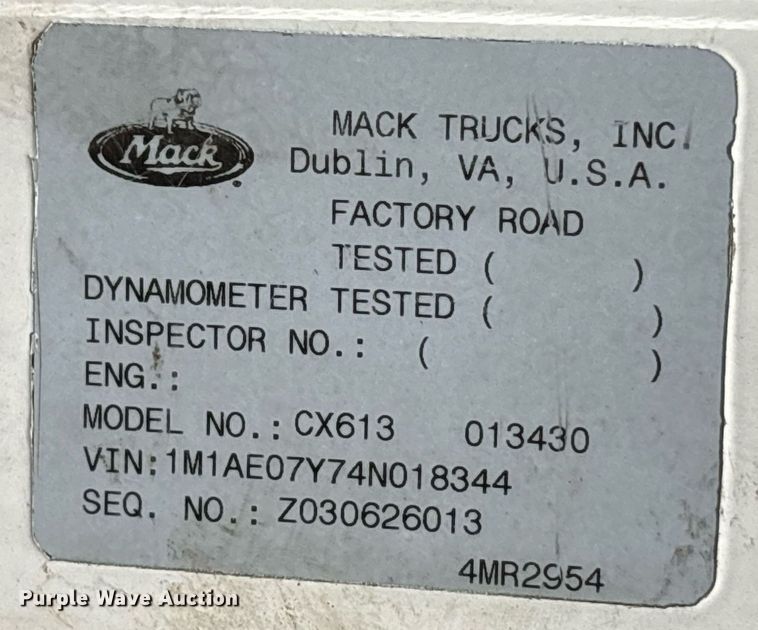 Mack
MACK TRUCKS, INC.
Dublin, VA, U.S.A.
FACTORY ROAD
TESTED ( )
DYNAMOMETER TESTED ( )
INSPECTOR NO.: ( )
ENG.:
MODEL NO.: CX613 013430
VIN: 1M1AE07Y74N018344
SEQ. NO.: Z030626013
4MR2954
Purple Wave Auction